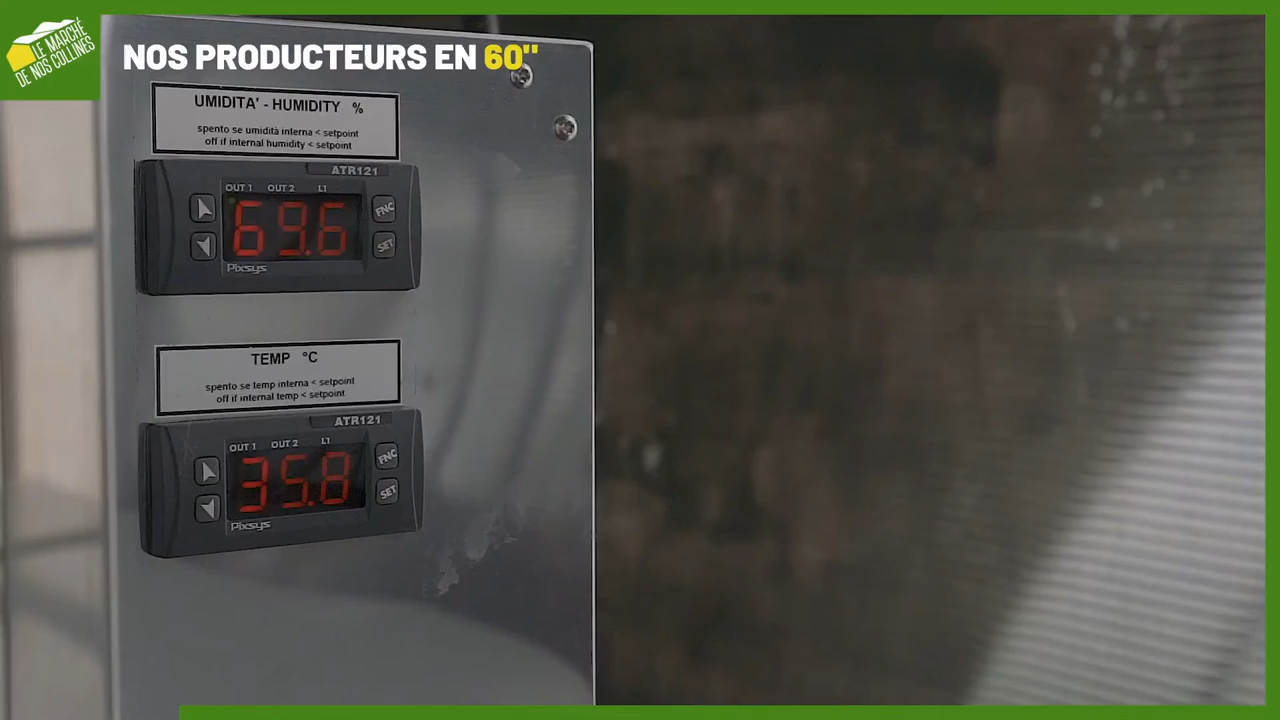 LE MARCHÉ
DE NOS COLLINES
NOS PRODUCTEURS EN 60"
UMIDITA' - HUMIDITY %
spento se umidità interna < setpoint
off if internal humidity < setpoint
ATR121
OUT 1 OUT 2 L1
69.6
FNC
SET
Pixsys
TEMP °C
spento se temp interna < setpoint
off if internal temp < setpoint
ATR121
OUT 1 OUT 2 L1
35.8
FNC
SET
Pixsys